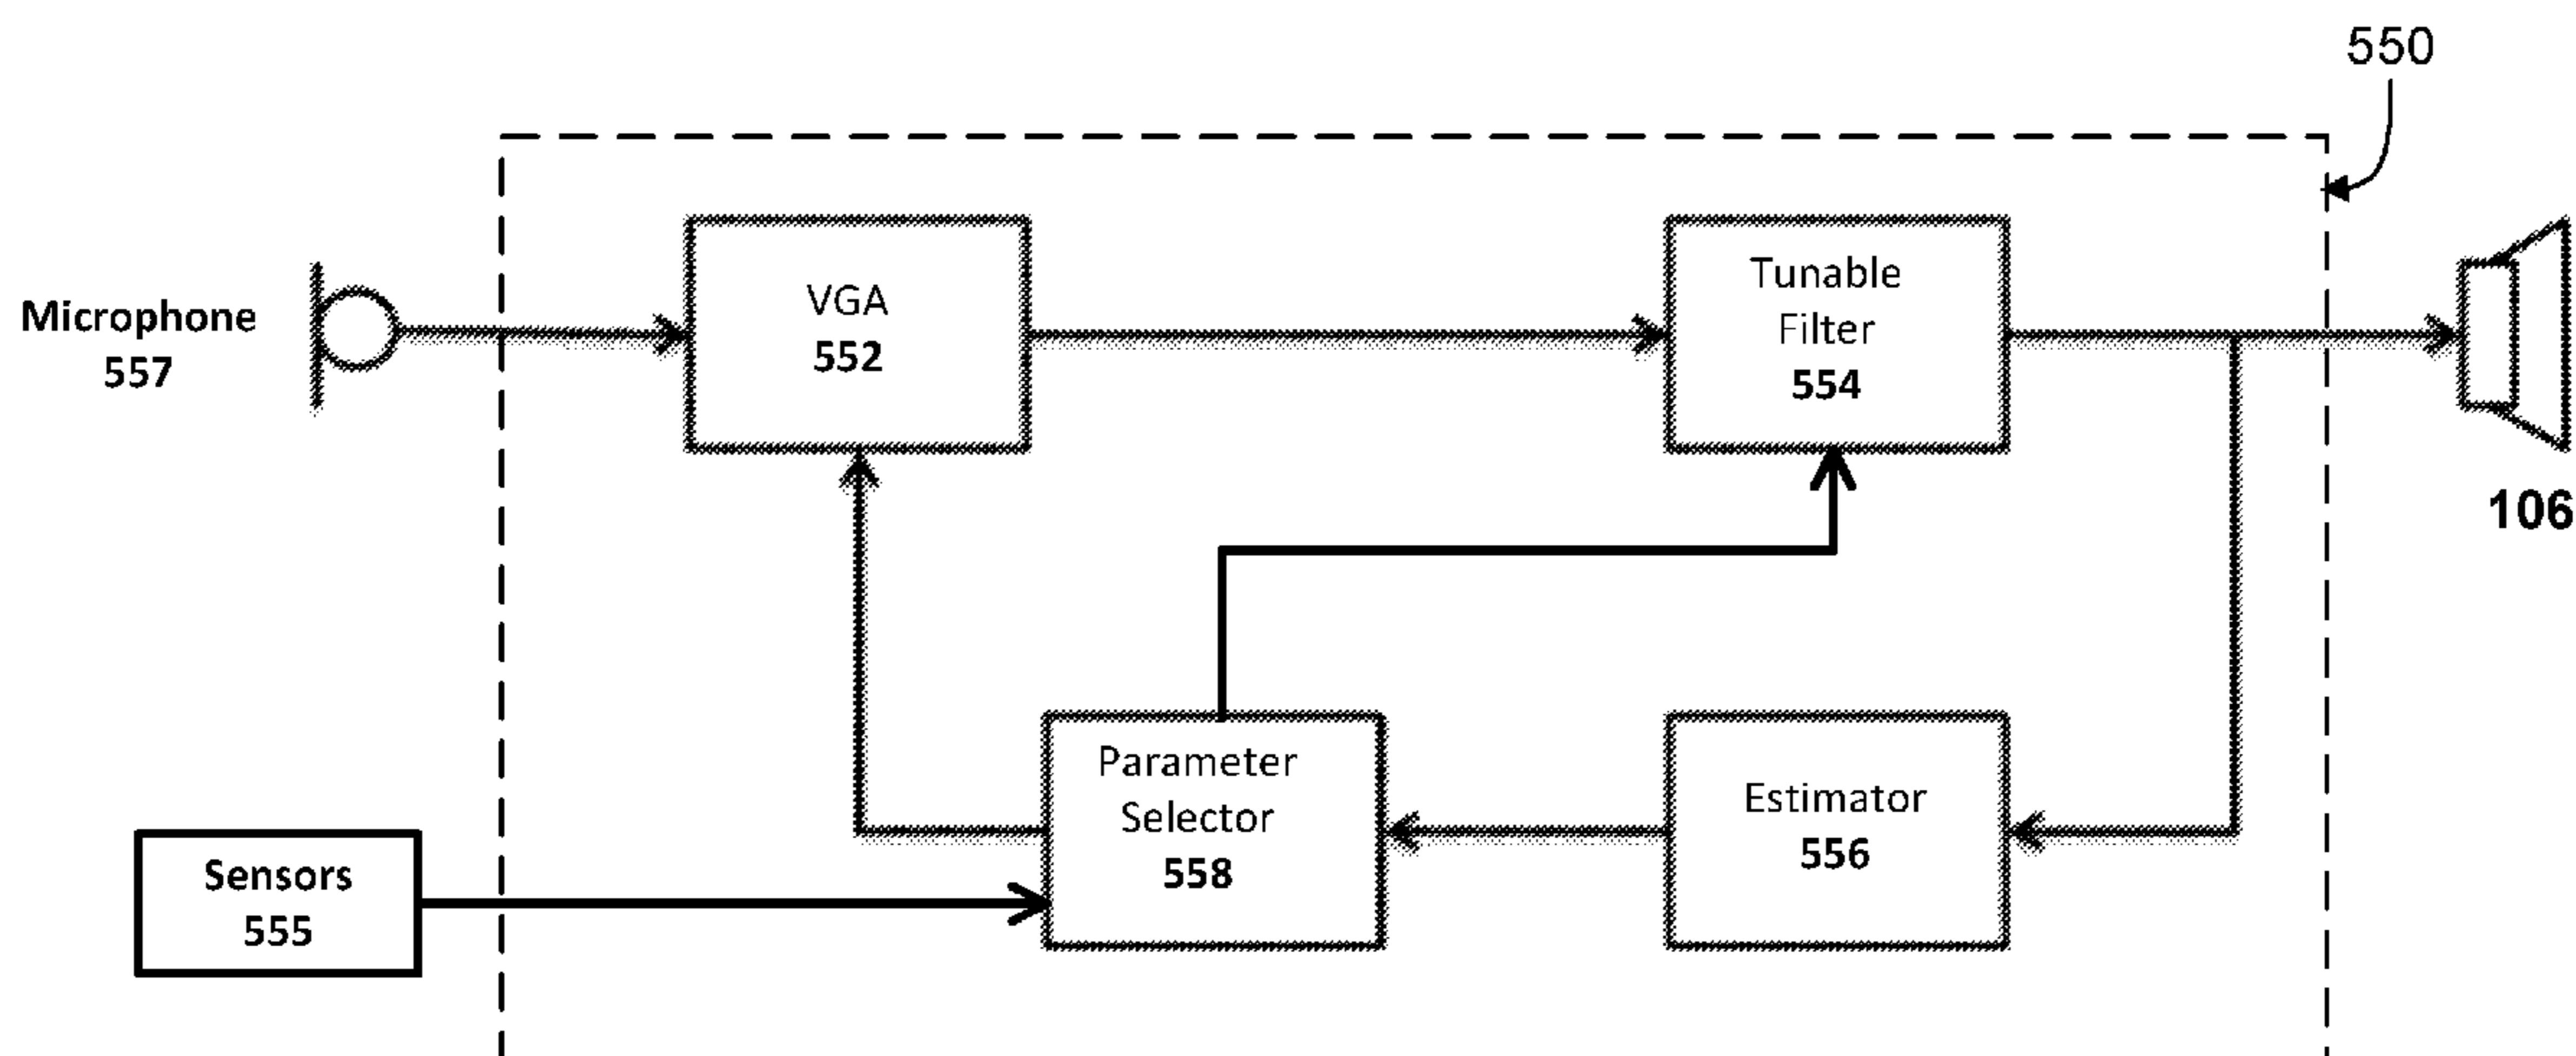 550
Microphone
557
VGA
552
Tunable
Filter
554
106
Parameter
Selector
558
Estimator
556
Sensors
555